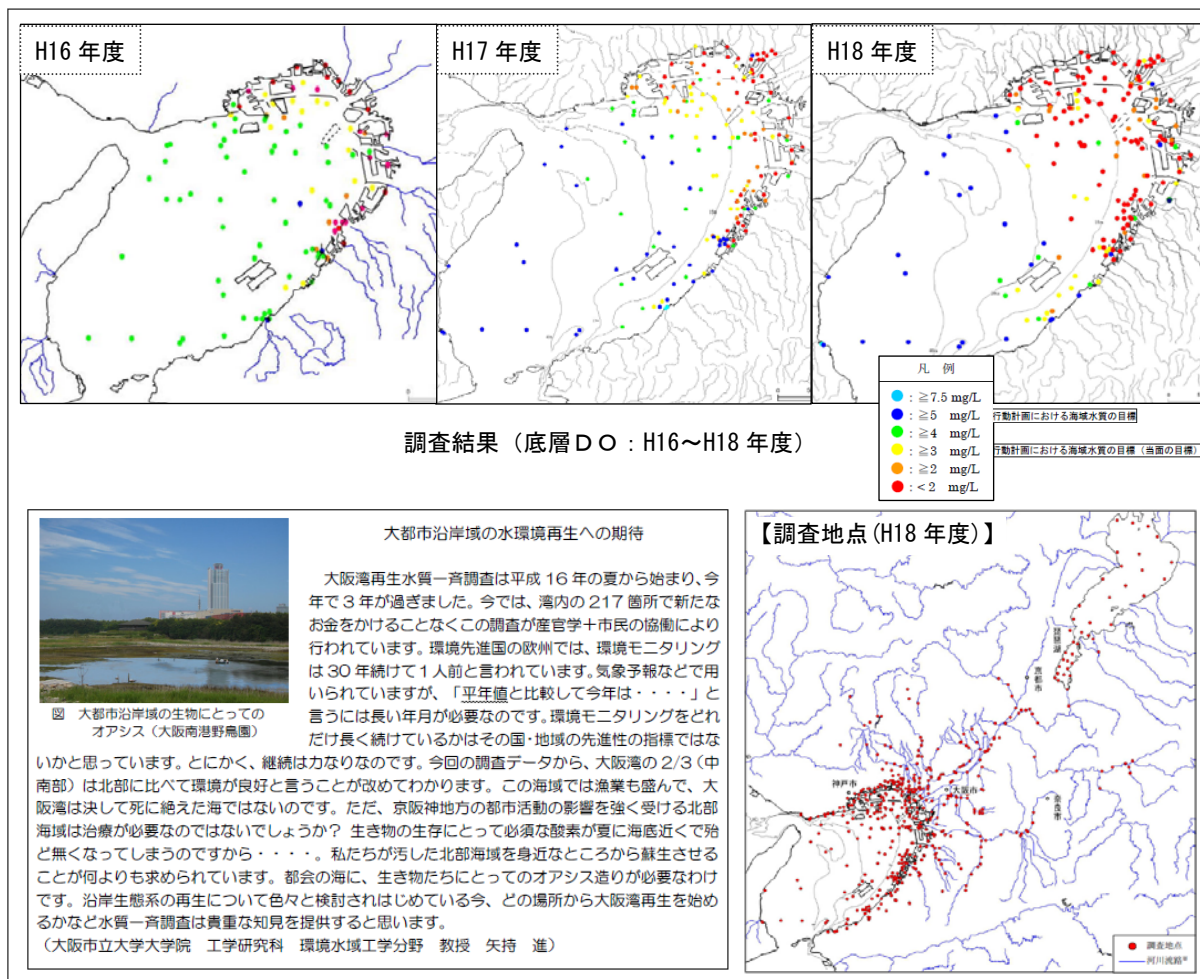 H16 年度
H17 年度
H18 年度
凡 例
：≧7.5 mg/L
：≧5 mg/L
：≧4 mg/L
：≧3 mg/L
：≧2 mg/L
：＜2 mg/L
行動計画における海域水質の目標
行動計画における海域水質の目標（当面の目標）
調査結果（底層ＤＯ：H16～H18 年度）
大都市沿岸域の水環境再生への期待
大阪湾再生水質一斉調査は平成 16 年の夏から始まり、今
年で 3 年が過ぎました。今では、湾内の 217 箇所で新たな
お金をかけることなくこの調査が産官学＋市民の協働により
行われています。環境先進国の欧州では、環境モニタリング
は 30 年続けて 1 人前と言われています。気象予報などで用
いられていますが、「平年値と比較して今年は・・・・」と
言うには長い年月が必要なのです。環境モニタリングをどれ
だけ長く続けているかはその国・地域の先進性の指標ではな
いかと思っています。とにかく、継続は力なりなのです。今回の調査データから、大阪湾の 2/3（中
南部）は北部に比べて環境が良好と言うことが改めてわかります。この海域では漁業も盛んで、大
阪湾は決して死に絶えた海ではないのです。ただ、京阪神地方の都市活動の影響を強く受ける北部
海域は治療が必要なのではないでしょうか？ 生き物の生存にとって必須な酸素が夏に海底近くで殆
ど無くなってしまうのですから・・・・・。私たちが汚した北部海域を身近なところから蘇生させる
ことが何よりも求められています。都会の海に、生き物たちにとってのオアシス造りが必要なわけ
です。沿岸生態系の再生について色々と検討されはじめている今、どの場所から大阪湾再生を始め
るかなど水質一斉調査は貴重な知見を提供すると思います。
（大阪市立大学大学院 工学研究科 環境水域工学分野 教授 矢持 進）
図 大都市沿岸域の生物にとっての
オアシス（大阪南港野鳥園）
【調査地点(H18 年度)】
琵琶湖
京都市
神戸市
大阪市
奈良市
調査地点
河川流路※